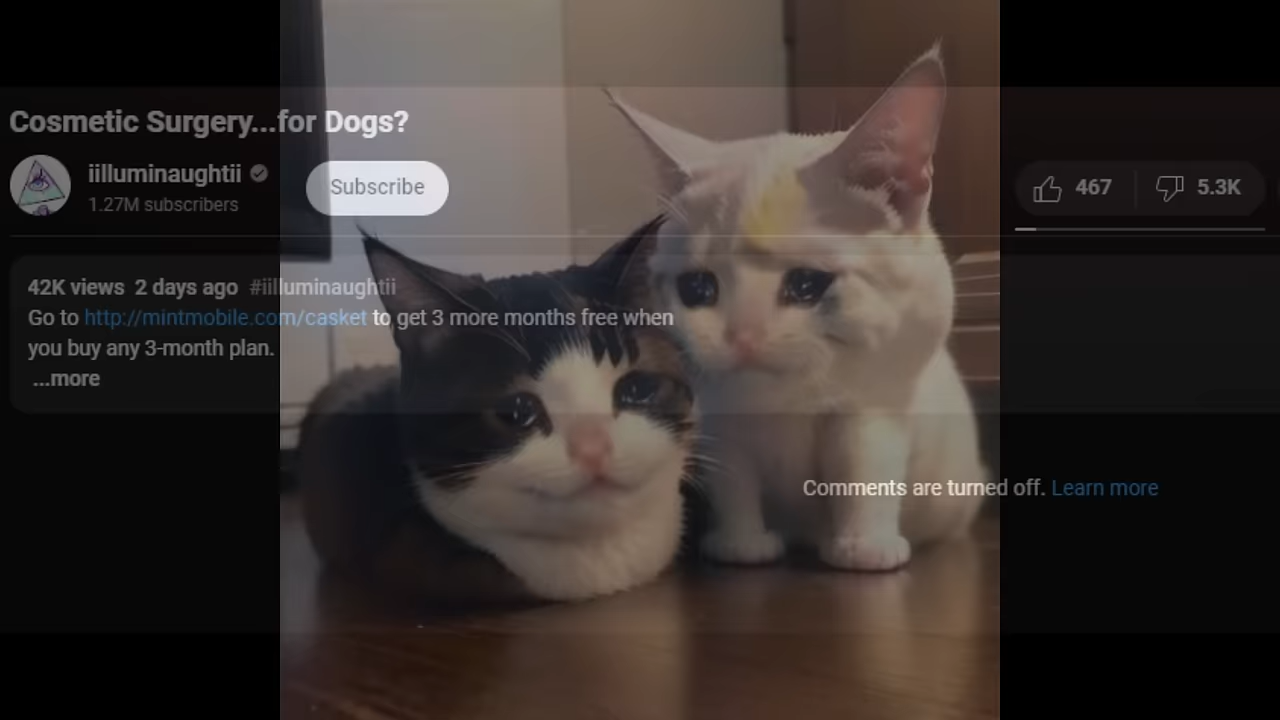 Cosmetic Surgery...for Dogs?
iilluminaughtii
1.27M subscribers
Subscribe
467
5.3K
42K views 2 days ago #iilluminaughtii
Go to http://mintmobile.com/casket to get 3 more months free when
you buy any 3-month plan.
...more
Comments are turned off. Learn more